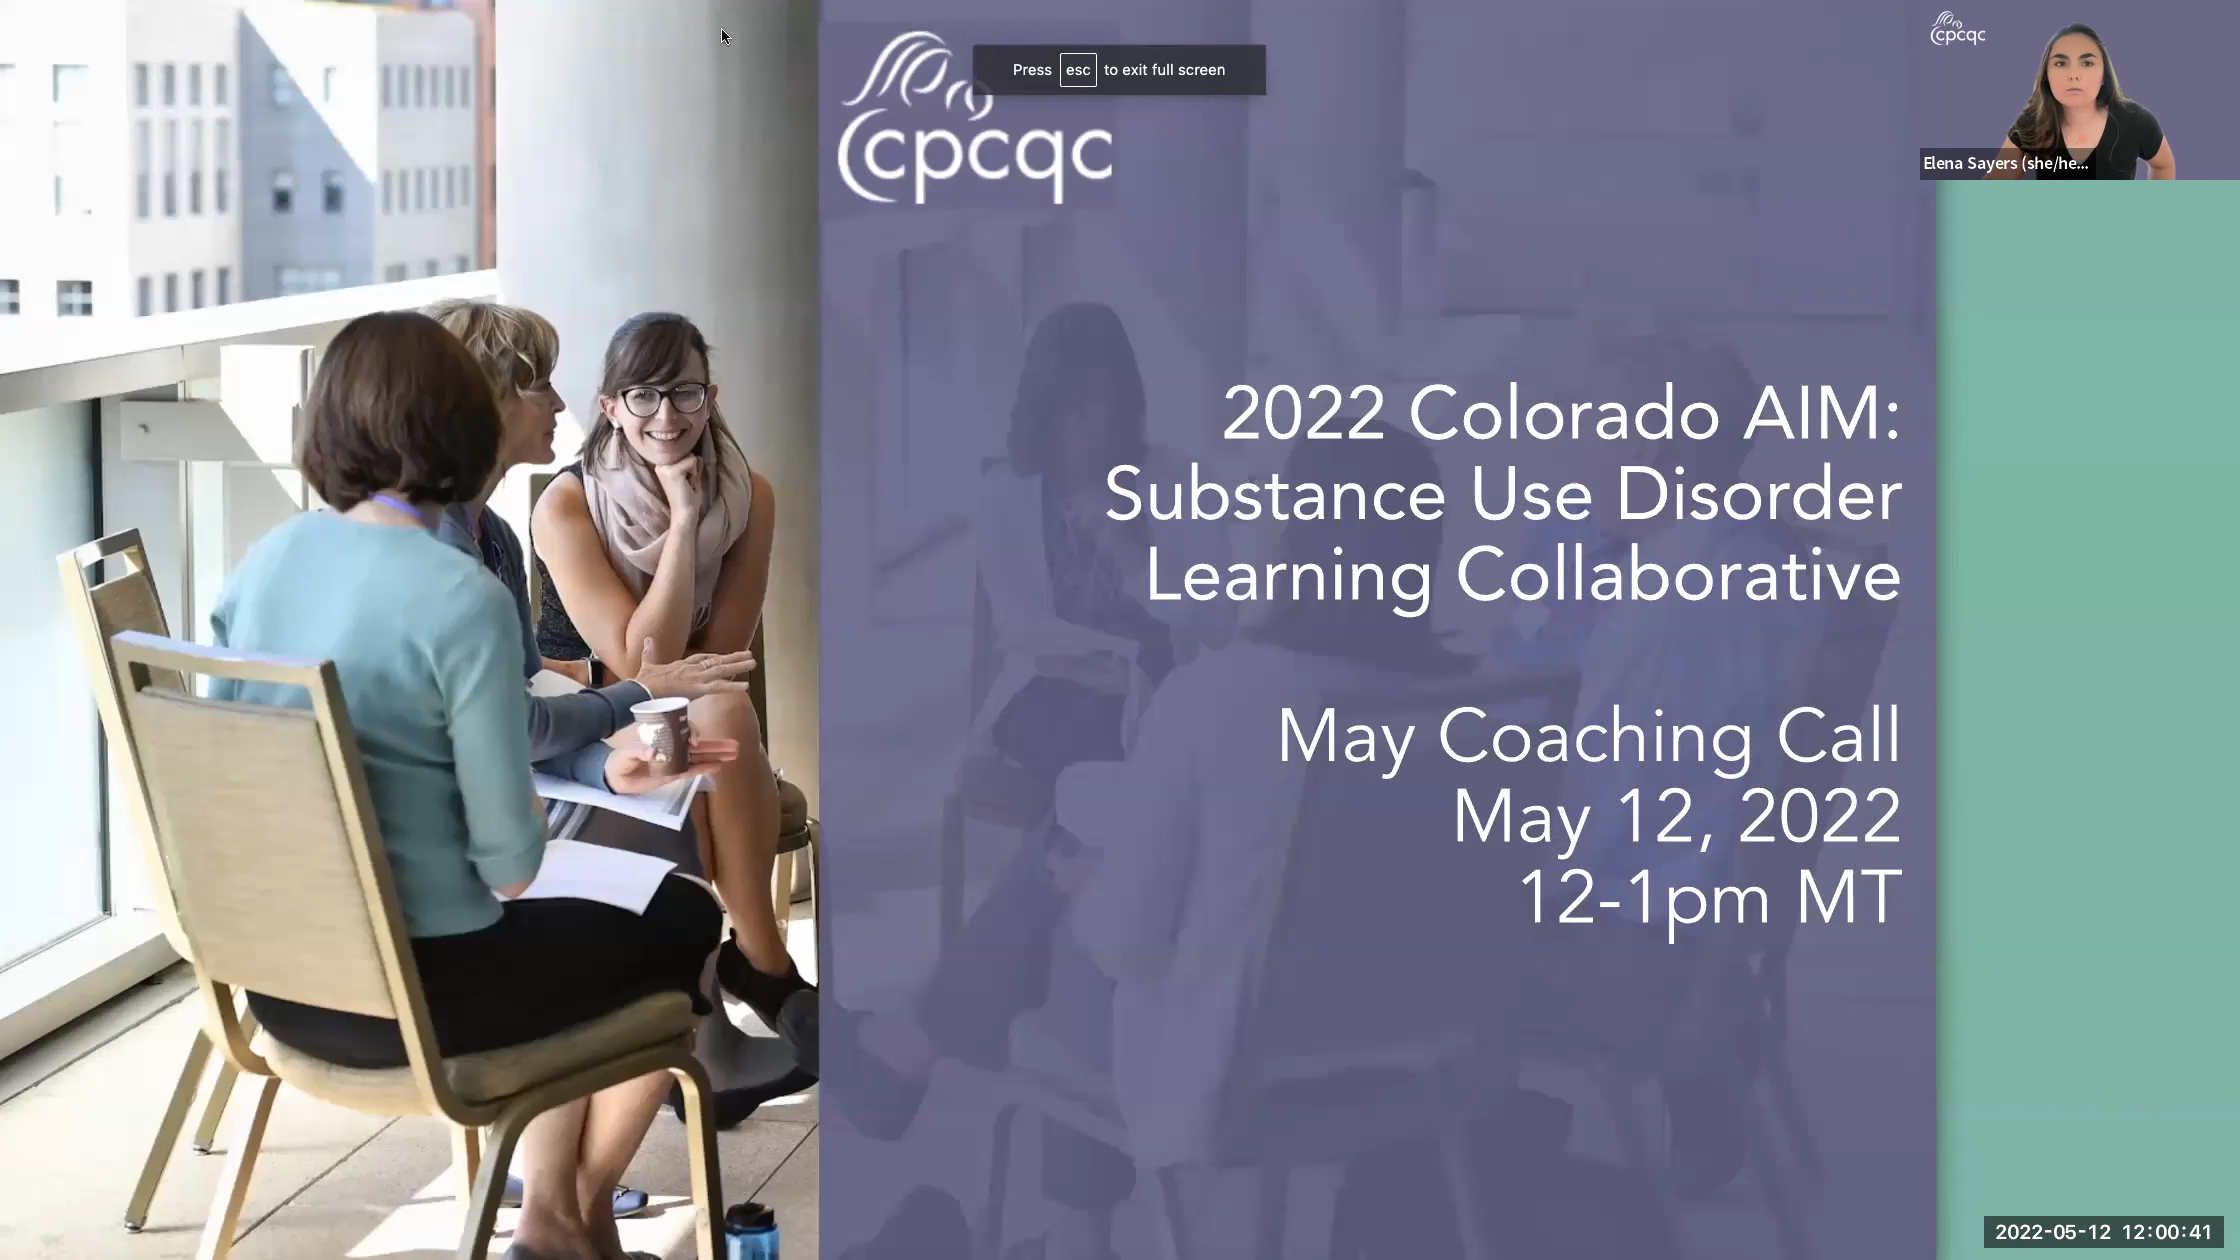 cpcqc
Press esc to exit full screen
cpcqc
Elena Sayers (she/he...
2022 Colorado AIM:
Substance Use Disorder
Learning Collaborative
May Coaching Call
May 12, 2022
12-1pm MT
2022-05-12 12:00:41